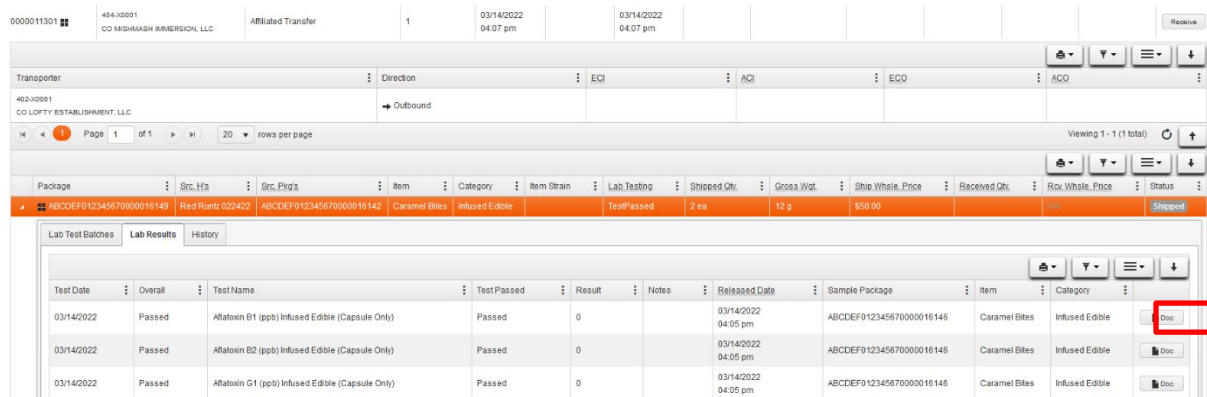 0000011301 404-X0001 CO MISHMASH IMMERSION, LLC Affiliated Transfer 1 03/14/2022 04:07 pm 03/14/2022 04:07 pm Receive
Transporter Direction ECI ACI ECO ACO
402-X0001 CO LOFTY ESTABLISHMENT, LLC Outbound
1 Page 1 of 1 20 rows per page Viewing 1 - 1 (1 total)
Package Src. H's Src. Pkg's Item Category Item Strain Lab Testing Shipped Qty. Gross Wgt. Ship Whsle. Price Received Qty. Rcv. Whsle. Price Status
ABCDEF012345670000016149 Red Runtz 022422 ABCDEF012345670000016142 Caramel Bites Infused Edible TestPassed 2 ea 12 g $50.00 Shipped
Lab Test Batches Lab Results History
Test Date Overall Test Name Test Passed Result Notes Released Date Sample Package Item Category
03/14/2022 Passed Aflatoxin B1 (ppb) Infused Edible (Capsule Only) Passed 0 03/14/2022 04:05 pm ABCDEF012345670000016146 Caramel Bites Infused Edible Doc
03/14/2022 Passed Aflatoxin B2 (ppb) Infused Edible (Capsule Only) Passed 0 03/14/2022 04:05 pm ABCDEF012345670000016146 Caramel Bites Infused Edible Doc
03/14/2022 Passed Aflatoxin G1 (ppb) Infused Edible (Capsule Only) Passed 0 03/14/2022 04:05 pm ABCDEF012345670000016146 Caramel Bites Infused Edible Doc